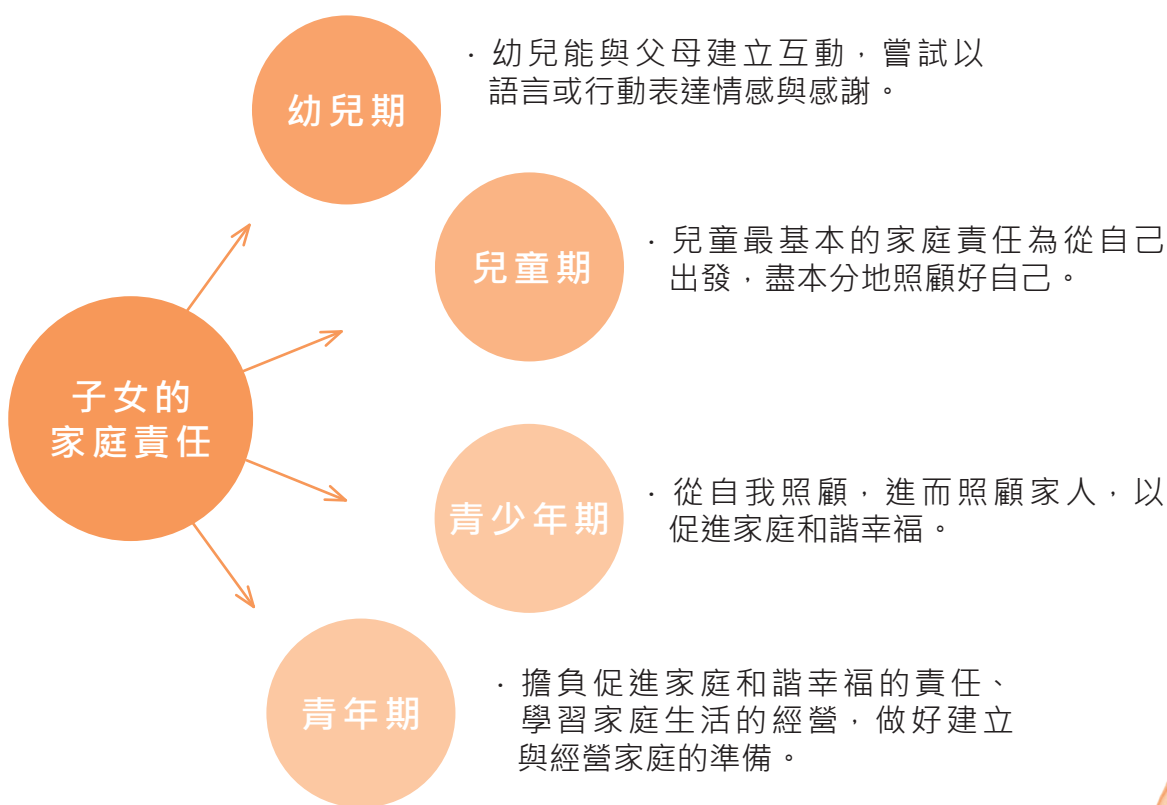 幼兒期
· 幼兒能與父母建立互動，嘗試以
語言或行動表達情感與感謝。
兒童期
· 兒童最基本的家庭責任為從自己
出發，盡本分地照顧好自己。
子女的
家庭責任
青少年期
· 從自我照顧，進而照顧家人，以
促進家庭和諧幸福。
青年期
· 擔負促進家庭和諧幸福的責任、
學習家庭生活的經營，做好建立
與經營家庭的準備。